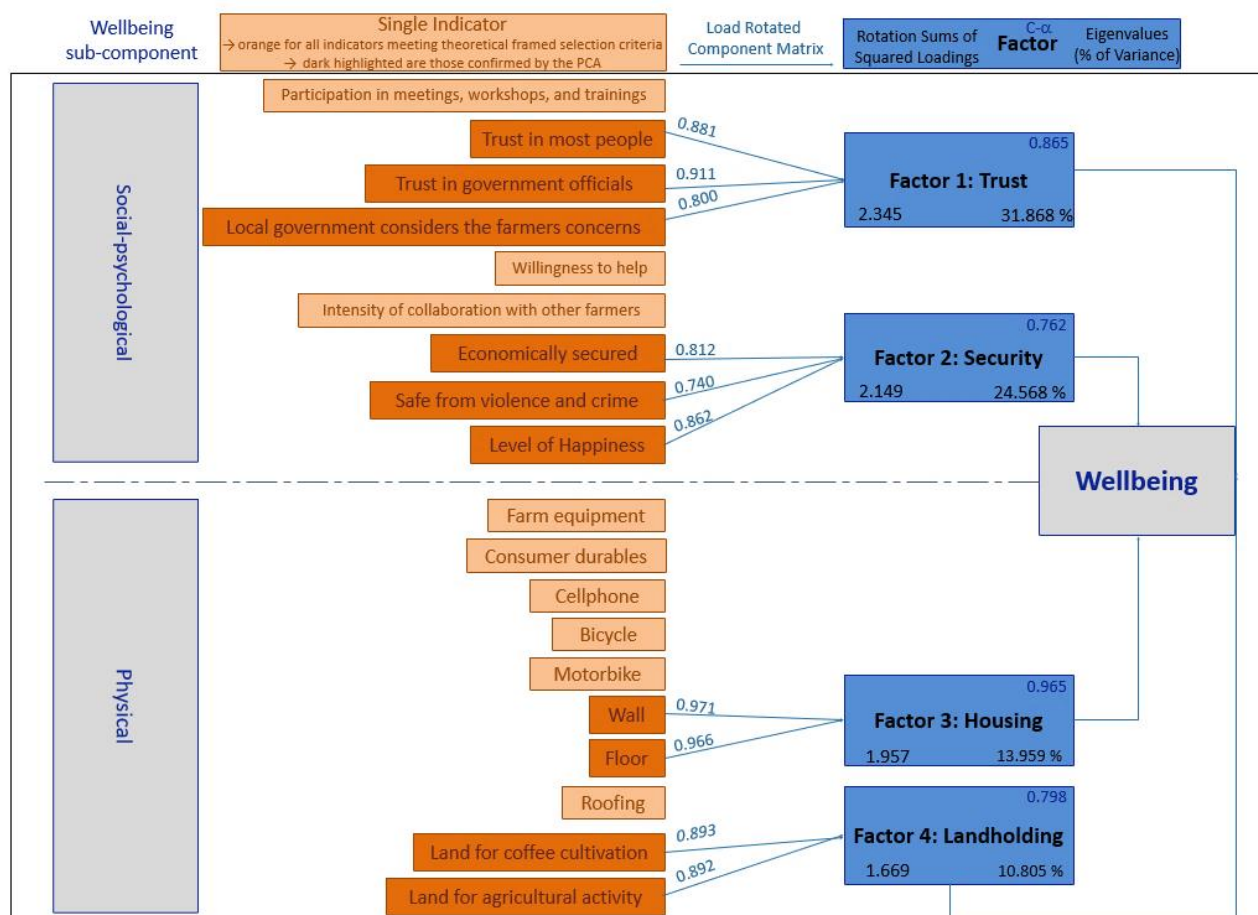 Wellbeing
sub-component
Single Indicator
→ orange for all indicators meeting theoretical framed selection criteria
→ dark highlighted are those confirmed by the PCA
Load Rotated
Component Matrix
Rotation Sums of
Squared Loadings
C-α
Factor
Eigenvalues
(% of Variance)
Social-psychological
Participation in meetings, workshops, and trainings
Trust in most people
0.881
Trust in government officials
0.911
Local government considers the farmers concerns
0.800
0.865
Factor 1: Trust
2.345 31.868 %
Willingness to help
Intensity of collaboration with other farmers
Economically secured
0.812
Safe from violence and crime
0.740
Level of Happiness
0.862
0.762
Factor 2: Security
2.149 24.568 %
Wellbeing
Physical
Farm equipment
Consumer durables
Cellphone
Bicycle
Motorbike
Wall
0.971
Floor
0.966
0.965
Factor 3: Housing
1.957 13.959 %
Roofing
Land for coffee cultivation
0.893
Land for agricultural activity
0.892
0.798
Factor 4: Landholding
1.669 10.805 %